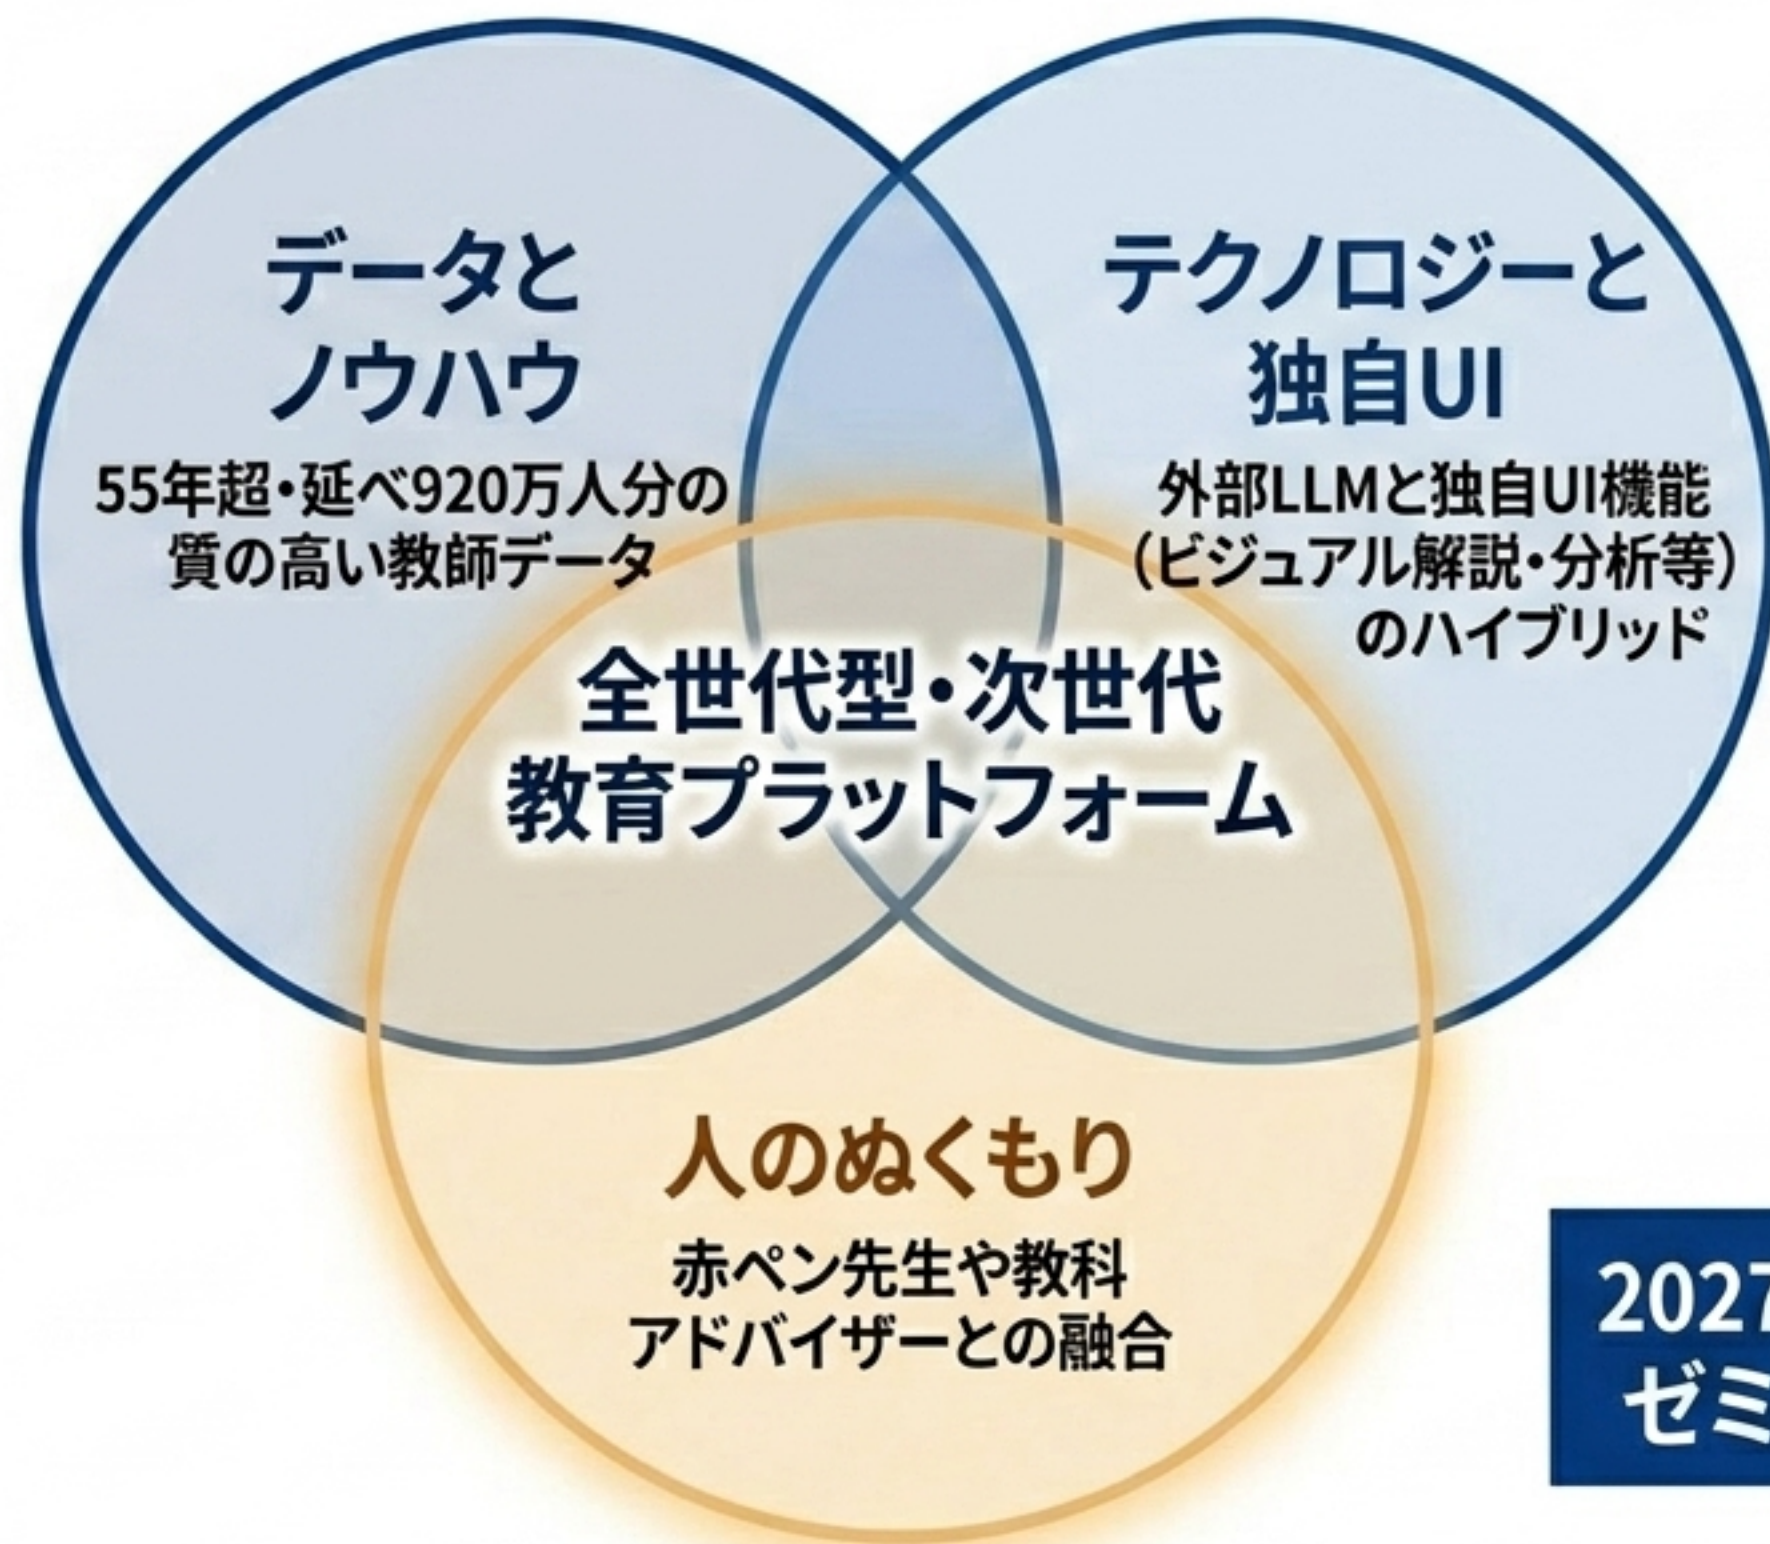 データと
ノウハウ
55年超・延べ920万人分の
質の高い教師データ
テクノロジーと
独自UI
外部LLMと独自UI機能
（ビジュアル解説・分析等）
のハイブリッド
全世代型・次世代
教育プラットフォーム
人のぬくもり
赤ペン先生や教科
アドバイザーとの融合
2027
ゼミ